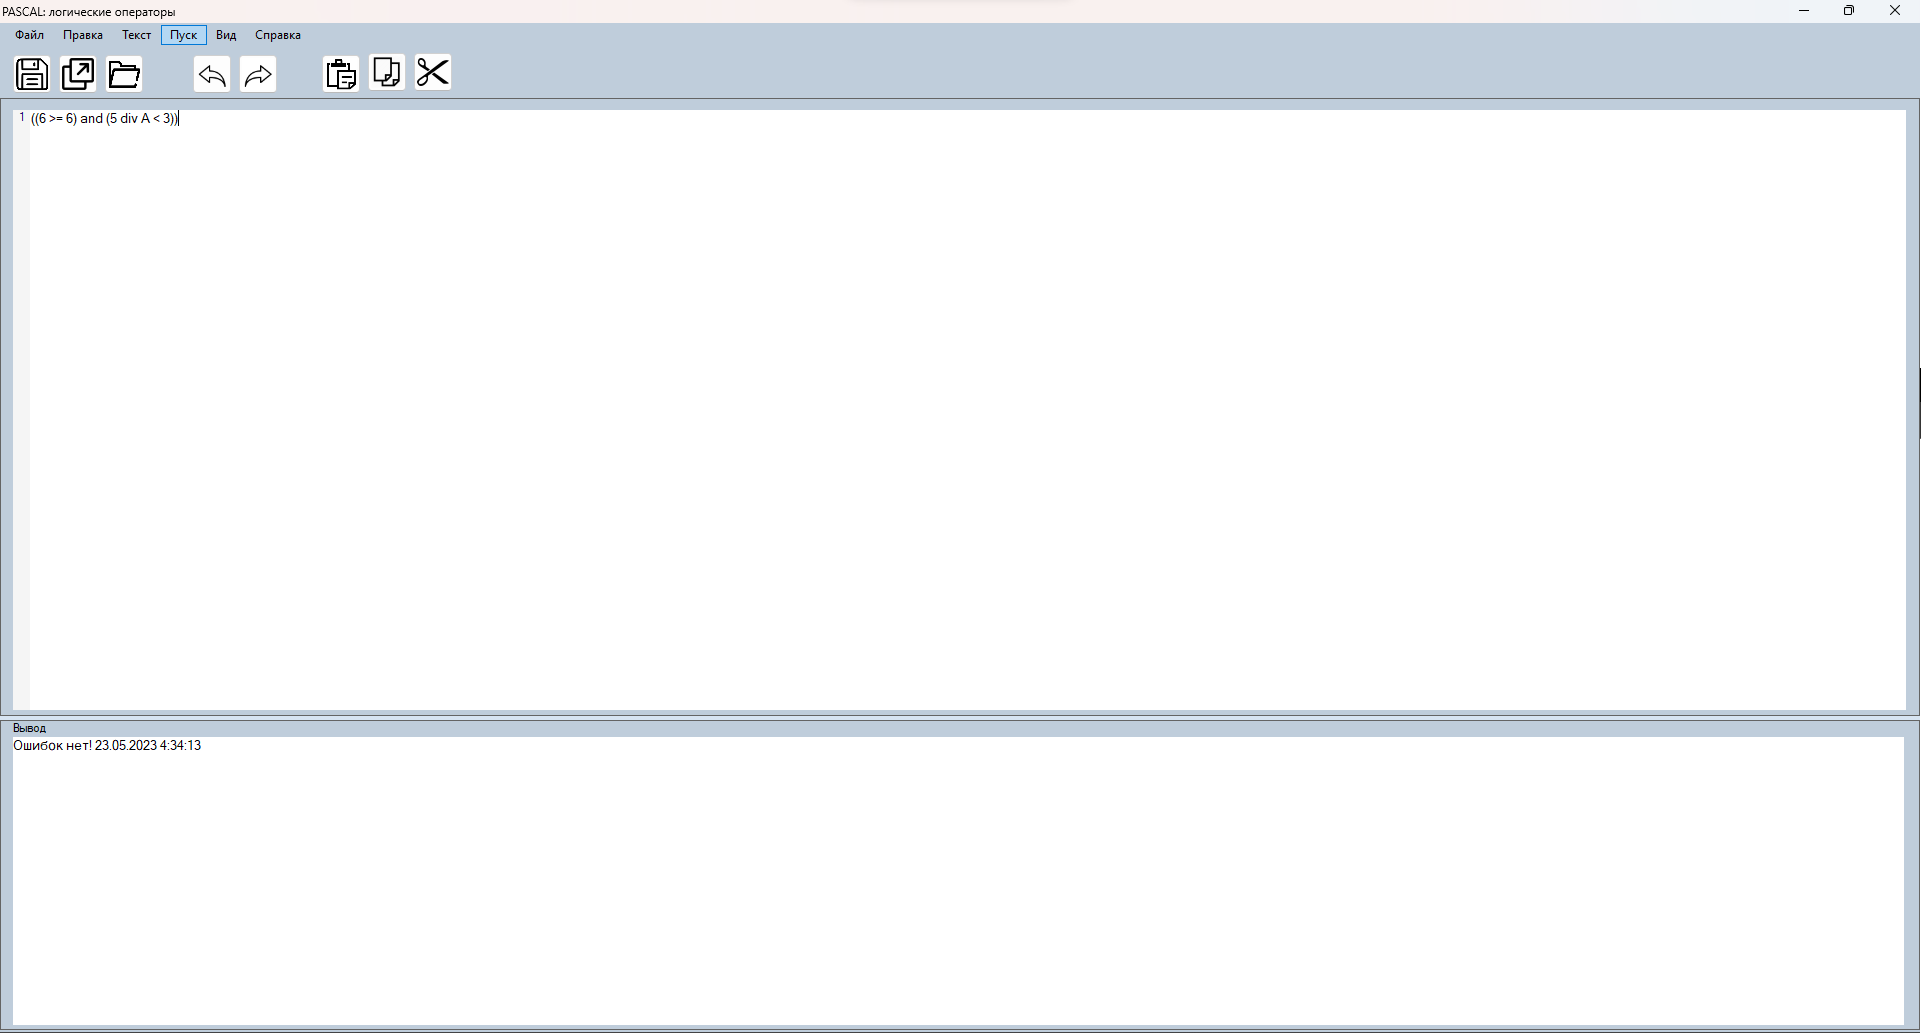 PASCAL: логические операторы
Файл Правка Текст Пуск Вид Справка
1 ((6 >= 6) and (5 div A < 3))
Вывод
Ошибок нет! 23.05.2023 4:34:13